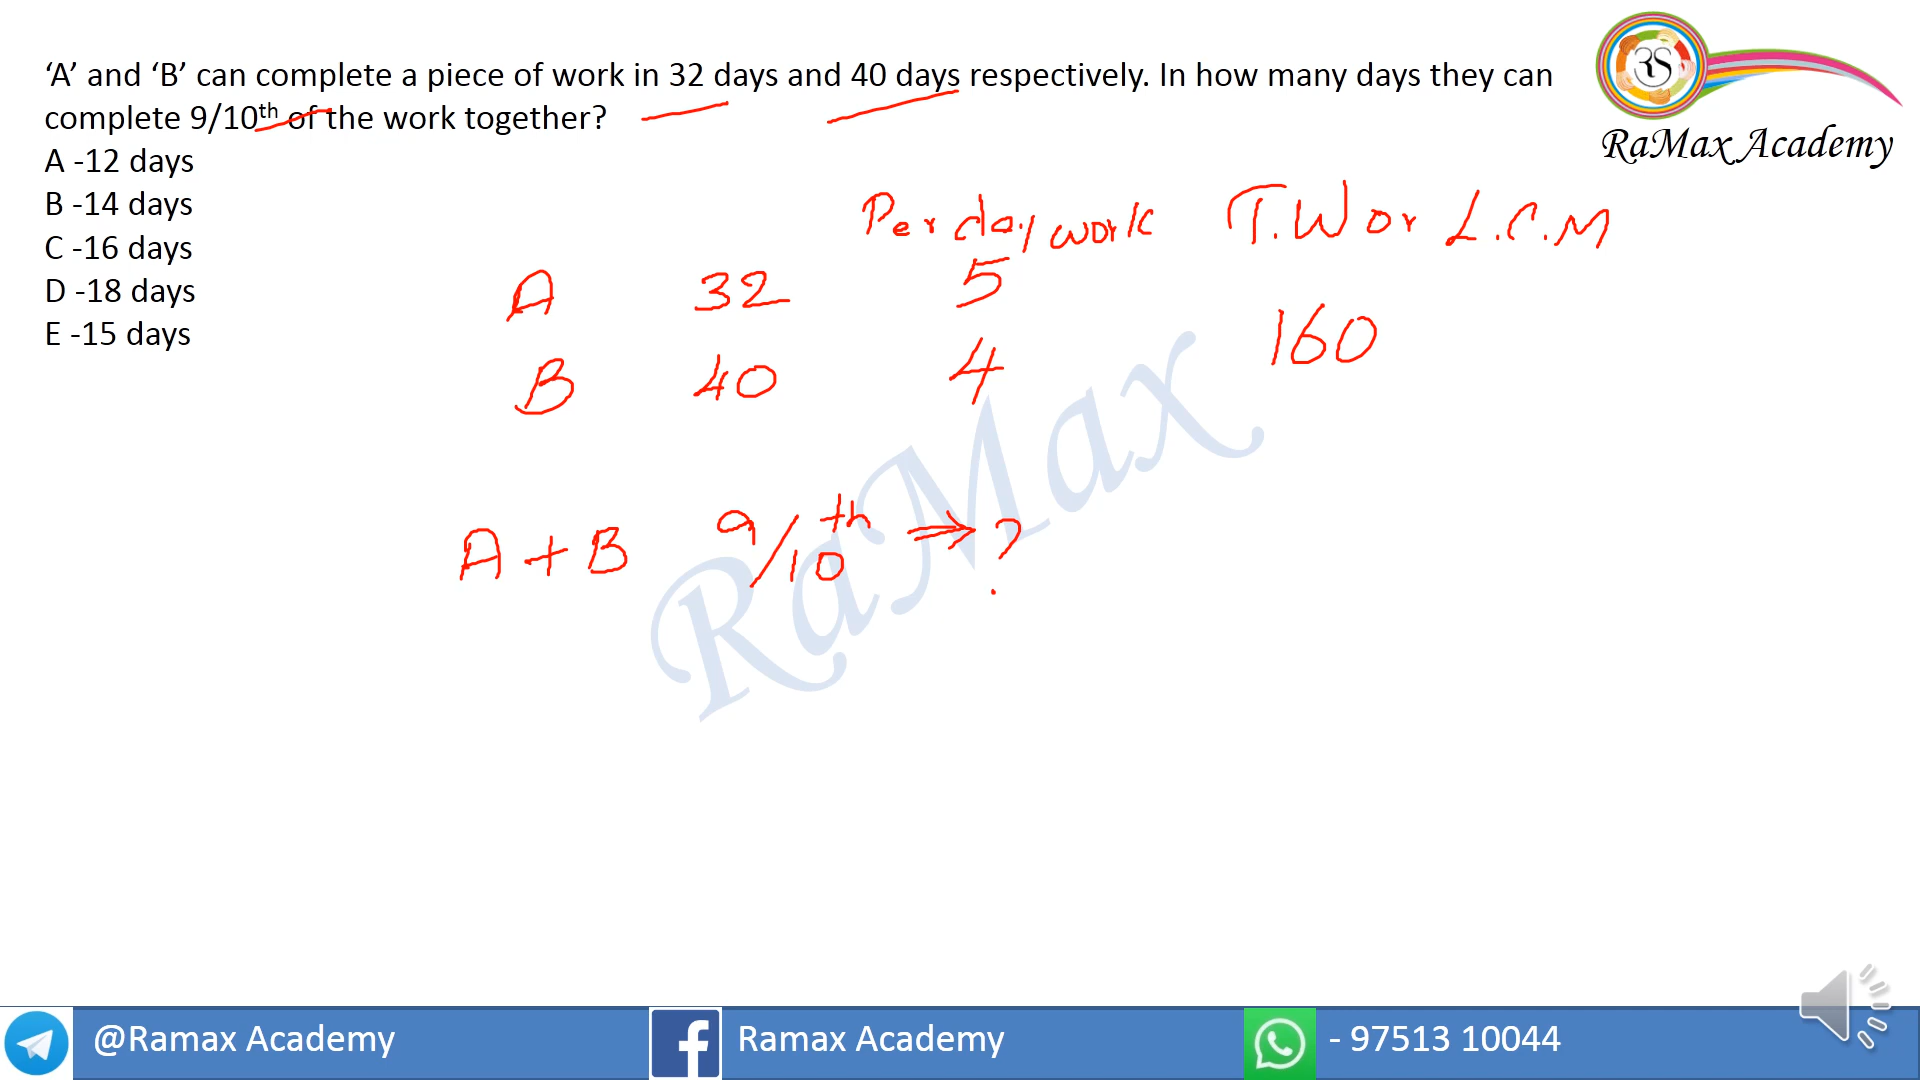 ‘A’ and ‘B’ can complete a piece of work in 32 days and 40 days respectively. In how many days they can
complete 9/10th of the work together?
A -12 days
B -14 days
C -16 days
D -18 days
E -15 days
RS
RaMax Academy
Per day work T.W or L.C.M
A 32 5
160
B 40 4
A + B 9/10th ⇒ ?
RaMax
@Ramax Academy
Ramax Academy
- 97513 10044